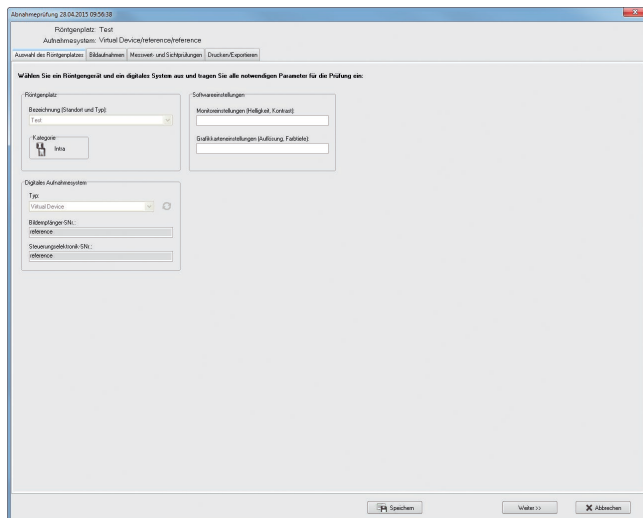 Abnahmeprüfung 28.04.2015 09:56:38
Röntgenplatz: Test
Aufnahmesystem: Virtual Device/reference/reference
Auswahl des Röntgenplatzes Bildaufnahmen Messwert- und Sichtprüfungen Drucken/Exportieren
Wählen Sie ein Röntgengerät und ein digitales System aus und tragen Sie alle notwendigen Parameter für die Prüfung ein:
Röntgenplatz
Bezeichnung (Standort und Typ):
Test
Kategorie
Intra
Softwareeinstellungen
Monitoreinstellungen (Helligkeit, Kontrast):
Grafikkarteneinstellungen (Auflösung, Farbtiefe):
Digitales Aufnahmesystem
Typ:
Virtual Device
Bildempfänger-SNr.:
reference
Steuerungselektronik-SNr.:
reference
Speichern Weiter >> Abbrechen